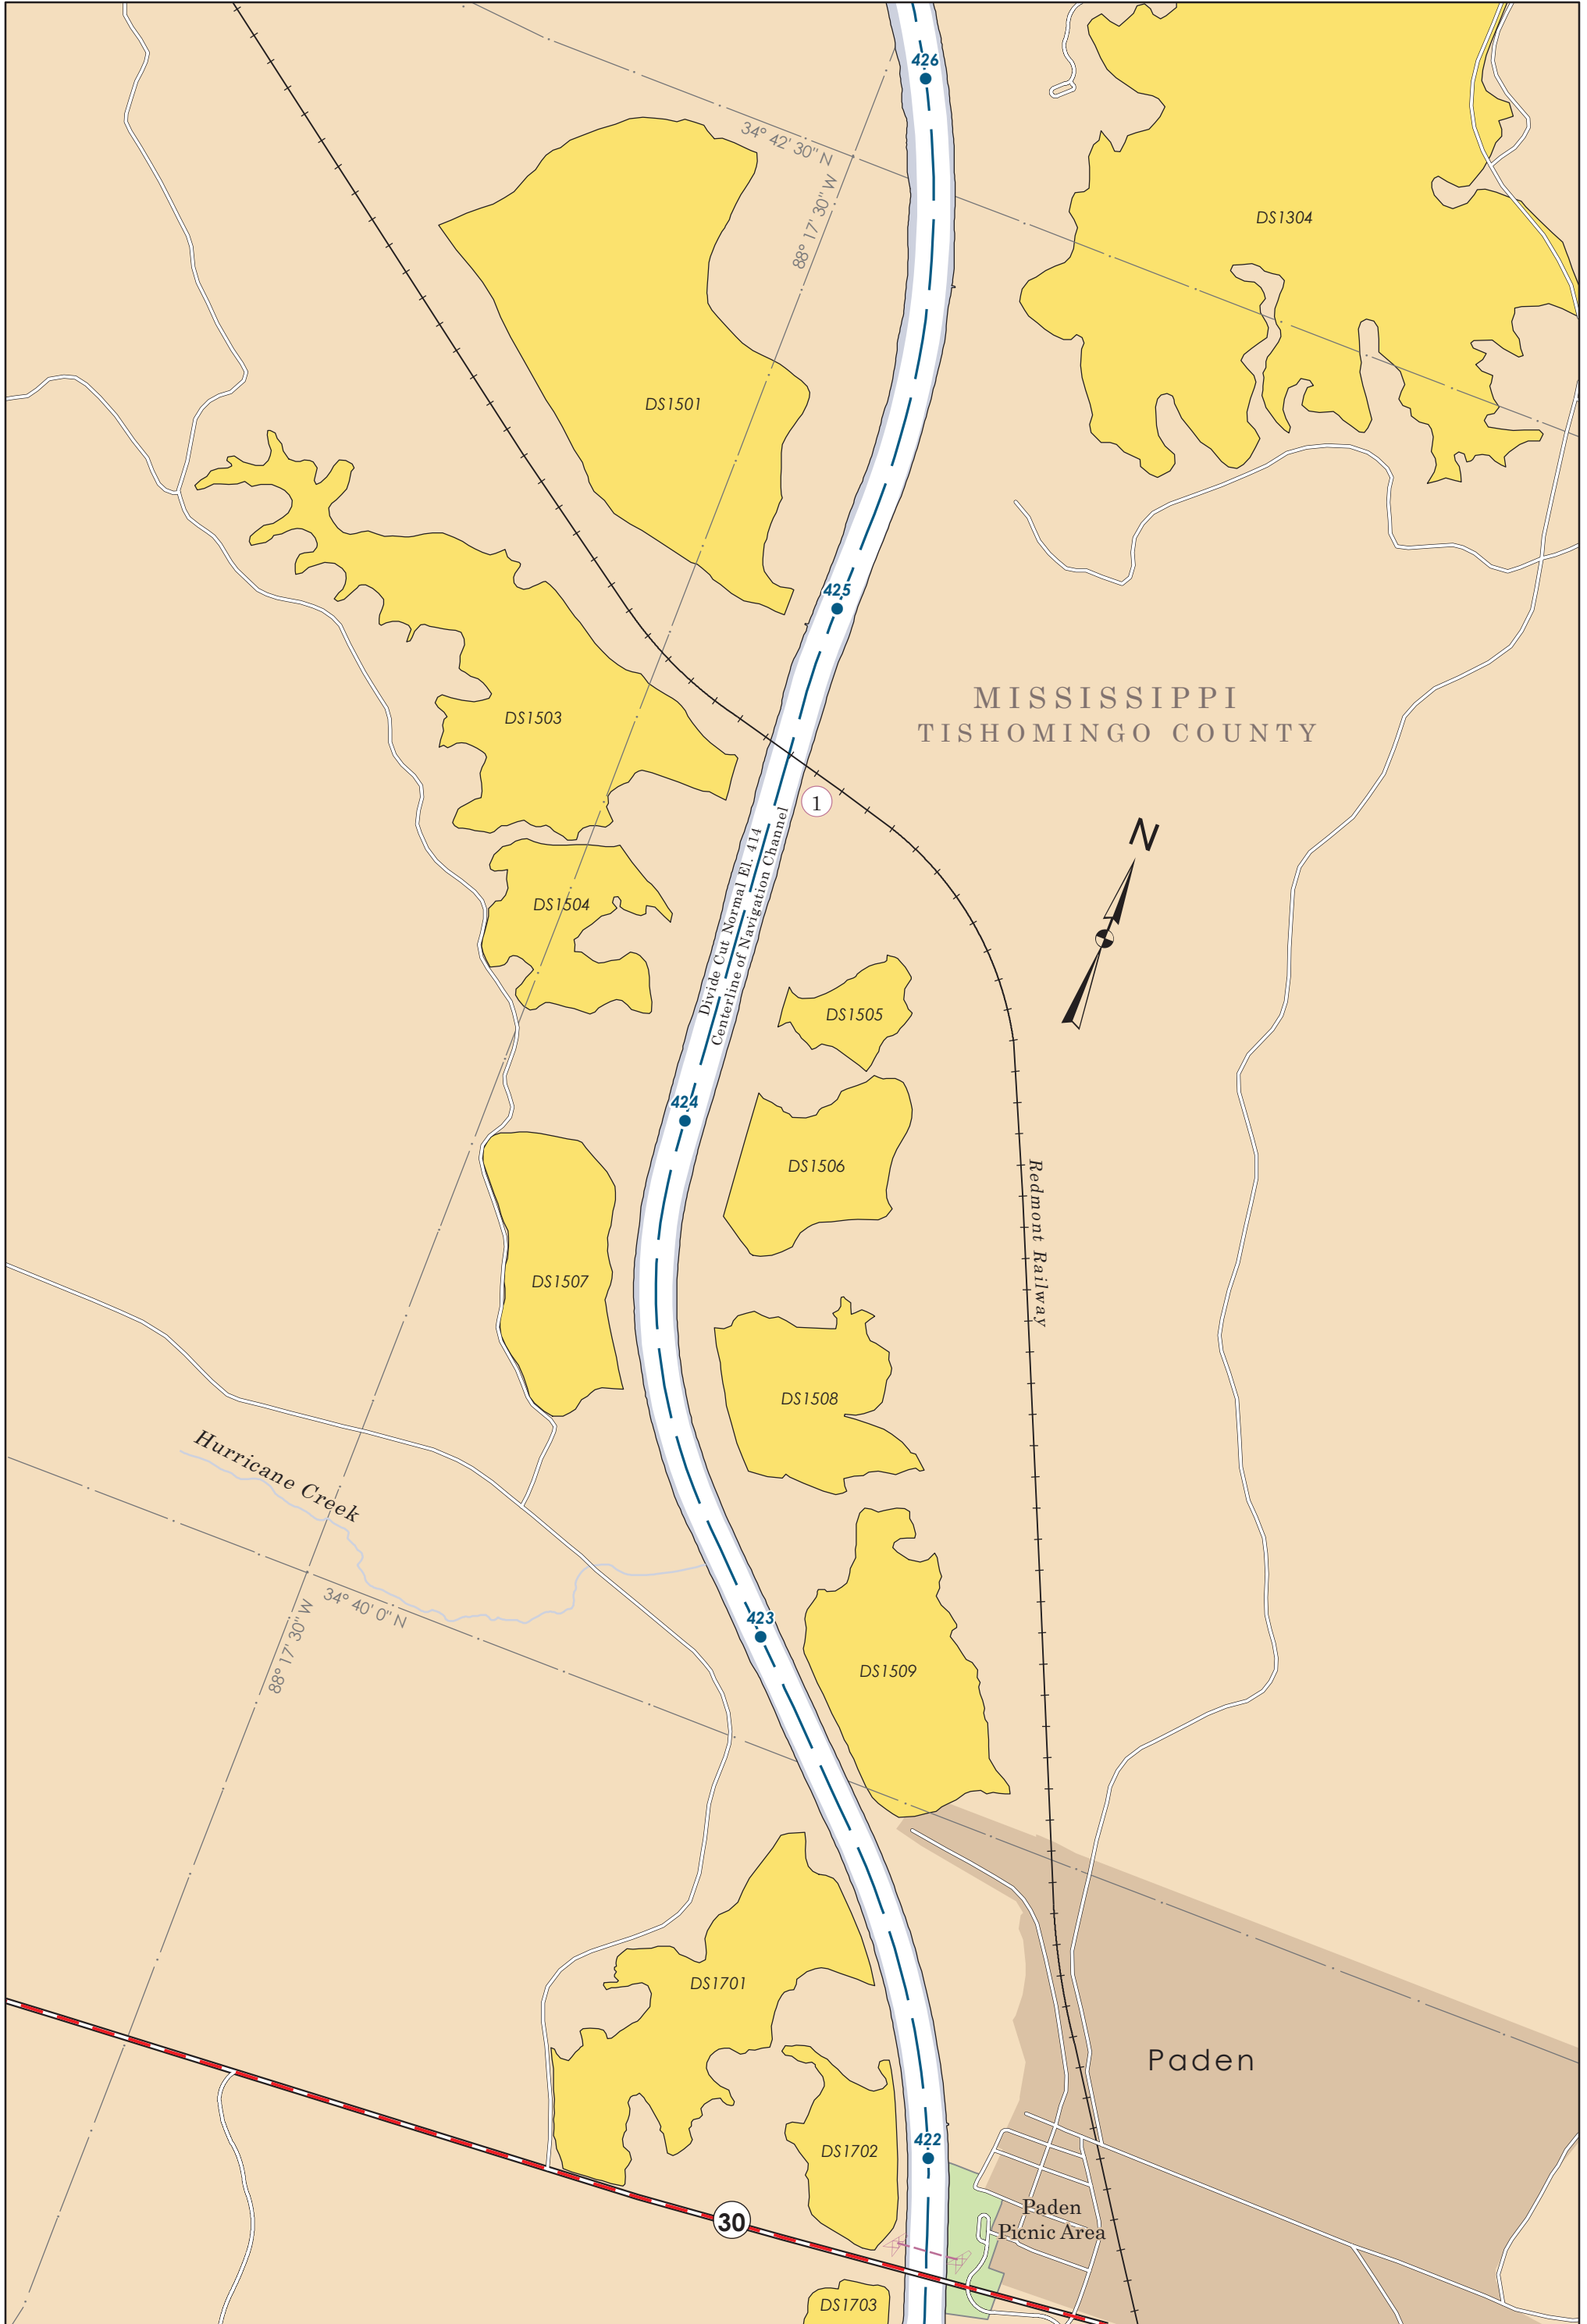 426
34° 42' 30" N
88° 17' 30" W
DS1304
DS1501
425
MISSISSIPPI
TISHOMINGO COUNTY
DS1503
1
Divide Cut Normal El. 414
Centerline of Navigation Channel
N
DS1504
DS1505
424
DS1506
Redmont Railway
DS1507
DS1508
Hurricane Creek
34° 40' 0" N
88° 17' 30" W
423
DS1509
DS1701
Paden
422
DS1702
Paden
Picnic Area
30
DS1703